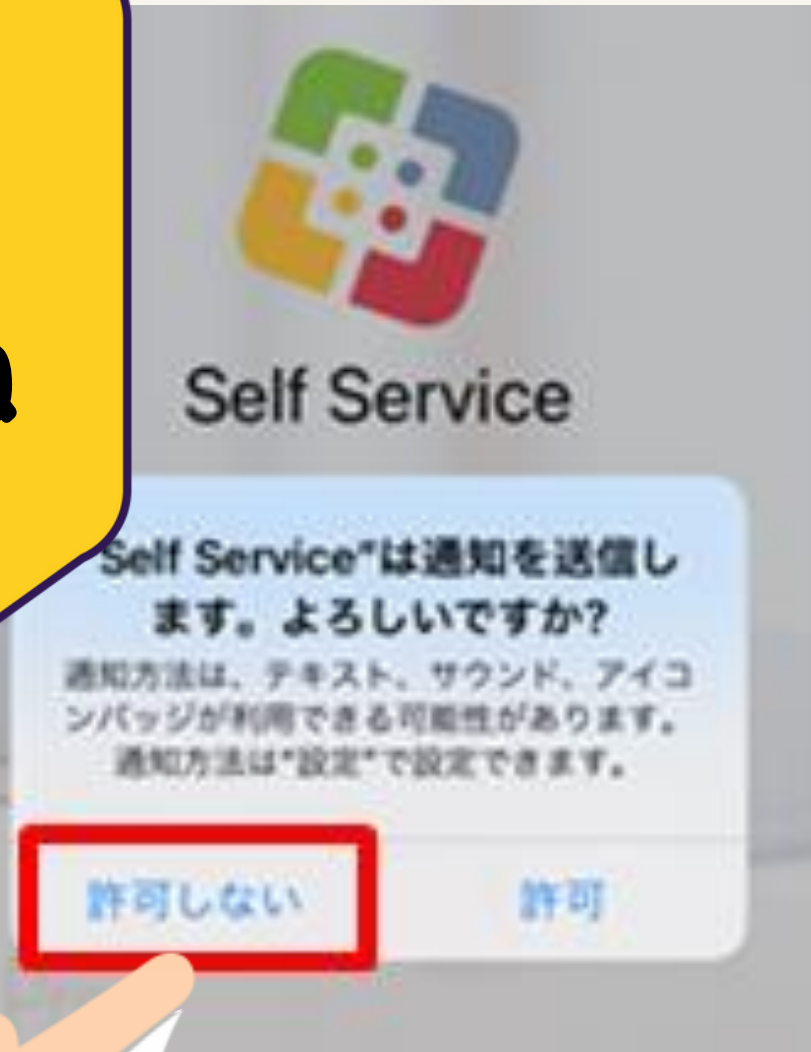 Self Service
Self Service"は通知を送信し
ます。よろしいですか?
通知方法は、テキスト、サウンド、アイコ
ンバッジが利用できる可能性があります。
通知方法は"設定"で設定できます。
許可しない
許可